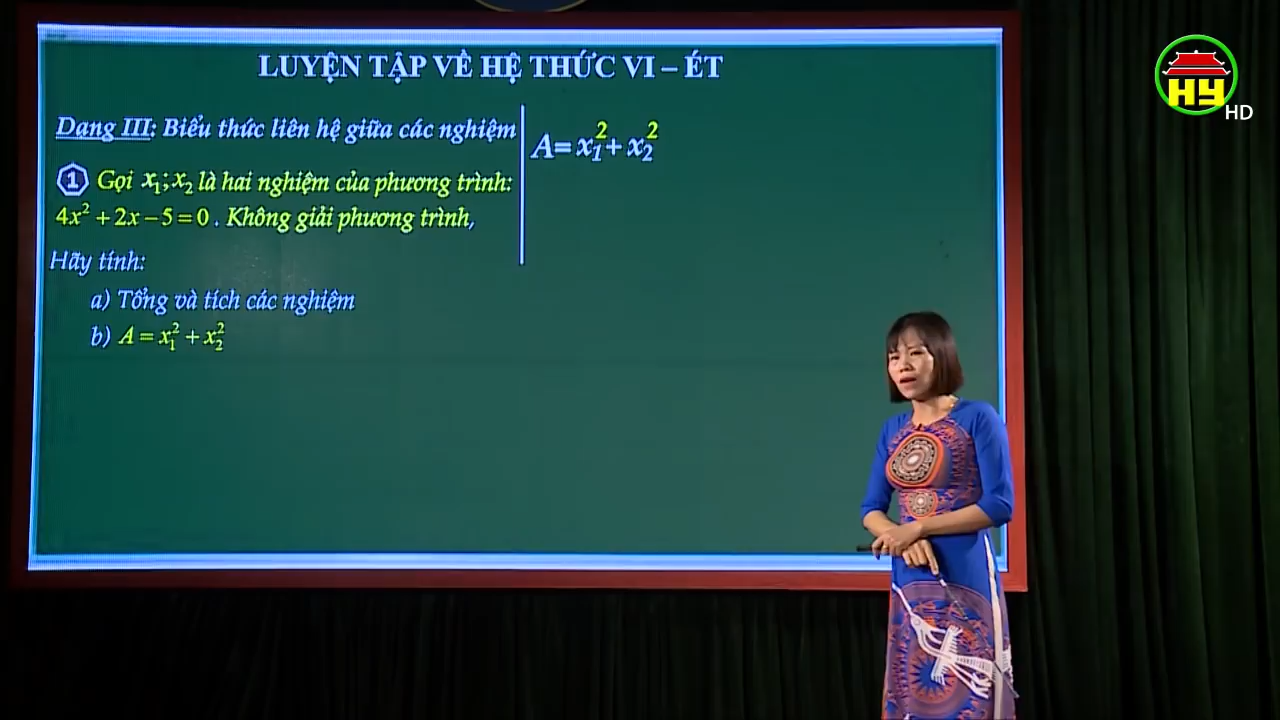 LUYỆN TẬP VỀ HỆ THỨC VI – ÉT
Dạng III: Biểu thức liên hệ giữa các nghiệm
1 Gọi x₁; x₂ là hai nghiệm của phương trình:
4x² + 2x – 5 = 0 . Không giải phương trình,
Hãy tính:
a) Tổng và tích các nghiệm
b) A = x₁² + x₂²
A = x₁² + x₂²
HY
HD